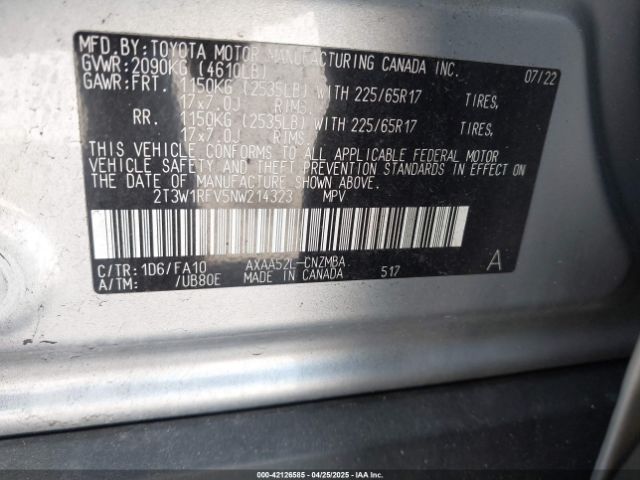 MFD.BY:TOYOTA MOTOR MANUFACTURING CANADA INC.
GVWR:2090KG (4610LB) 07/22
GAWR:FRT. 1150KG (2535LB) WITH 225/65R17 TIRES,
17x7.0J RIMS
RR. 1150KG (2535LB) WITH 225/65R17 TIRES,
17x7.0J RIMS
THIS VEHICLE CONFORMS TO ALL APPLICABLE FEDERAL MOTOR
VEHICLE SAFETY AND THEFT PREVENTION STANDARDS IN EFFECT ON
THE DATE OF MANUFACTURE SHOWN ABOVE.
2T3W1RFV5NW214323 MPV
C/TR:1D6/FA10 AXAA52L-CNZMBA
A/TM: /UB80E MADE IN CANADA 517 A
000-42126585 - 04/25/2025 - IAAI.com